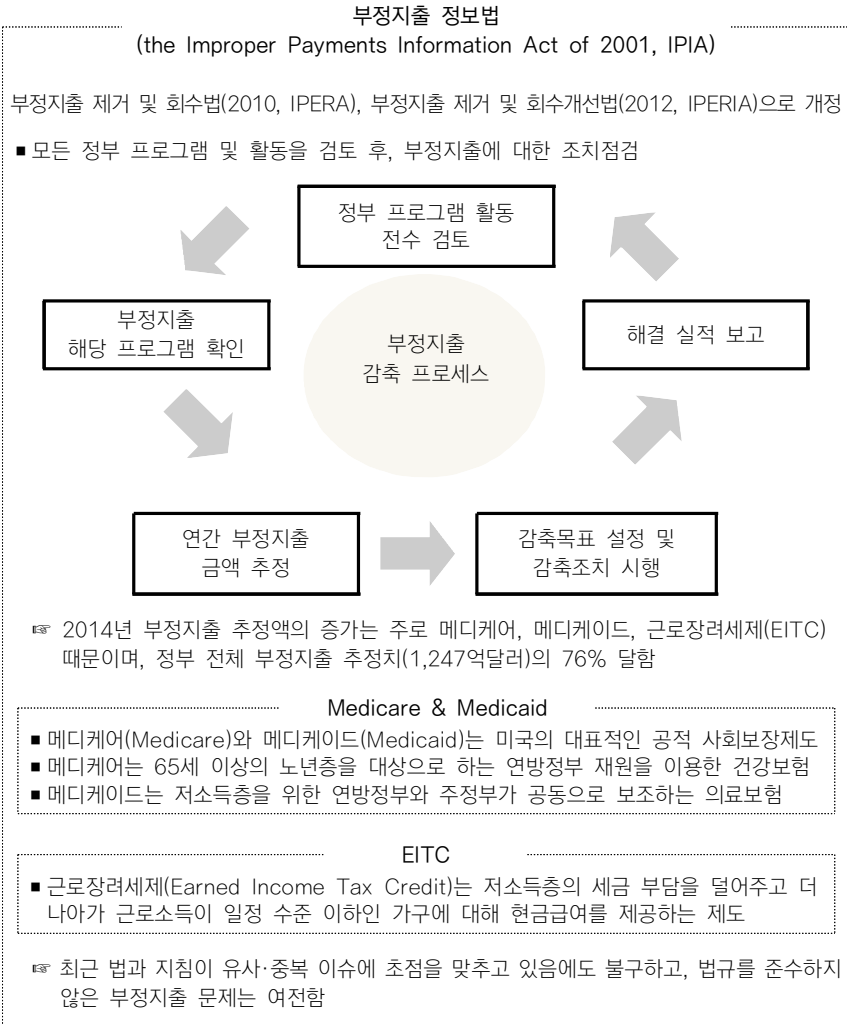 부정지출 정보법
(the Improper Payments Information Act of 2001, IPIA)
부정지출 제거 및 회수법(2010, IPERA), 부정지출 제거 및 회수개선법(2012, IPERIA)으로 개정
■ 모든 정부 프로그램 및 활동을 검토 후, 부정지출에 대한 조치점검
정부 프로그램 활동
전수 검토
부정지출
해당 프로그램 확인
부정지출
감축 프로세스
해결 실적 보고
연간 부정지출
금액 추정
감축목표 설정 및
감축조치 시행
☞ 2014년 부정지출 추정액의 증가는 주로 메디케어, 메디케이드, 근로장려세제(EITC)
때문이며, 정부 전체 부정지출 추정치(1,247억달러)의 76% 달함
Medicare & Medicaid
■ 메디케어(Medicare)와 메디케이드(Medicaid)는 미국의 대표적인 공적 사회보장제도
■ 메디케어는 65세 이상의 노년층을 대상으로 하는 연방정부 재원을 이용한 건강보험
■ 메디케이드는 저소득층을 위한 연방정부와 주정부가 공동으로 보조하는 의료보험
EITC
■ 근로장려세제(Earned Income Tax Credit)는 저소득층의 세금 부담을 덜어주고 더
나아가 근로소득이 일정 수준 이하인 가구에 대해 현금급여를 제공하는 제도
☞ 최근 법과 지침이 유사·중복 이슈에 초점을 맞추고 있음에도 불구하고, 법규를 준수하지
않은 부정지출 문제는 여전함